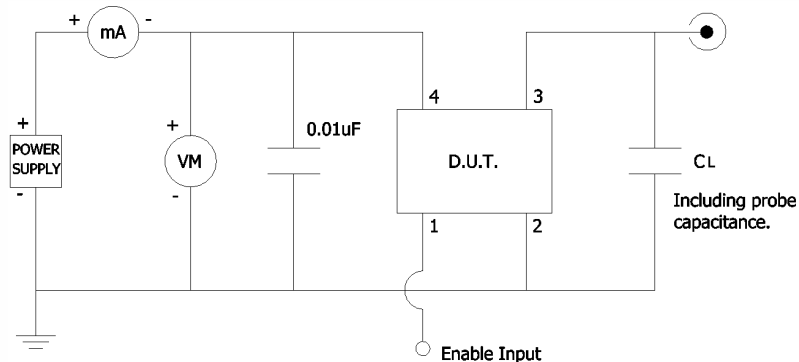 + mA -
4 3
+ + 0.01uF
POWER
SUPPLY
VM D.U.T. CL
- -
Including probe
capacitance.
1 2
Enable Input